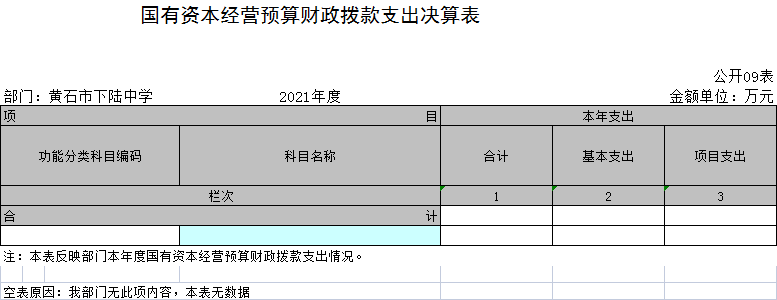 国有资本经营预算财政拨款支出决算表
公开09表
部门：黄石市下陆中学 2021年度 金额单位：万元
项 目 本年支出
功能分类科目编码 科目名称 合计 基本支出 项目支出
栏次 1 2 3
合 计
注：本表反映部门本年度国有资本经营预算财政拨款支出情况。
空表原因：我部门无此项内容，本表无数据